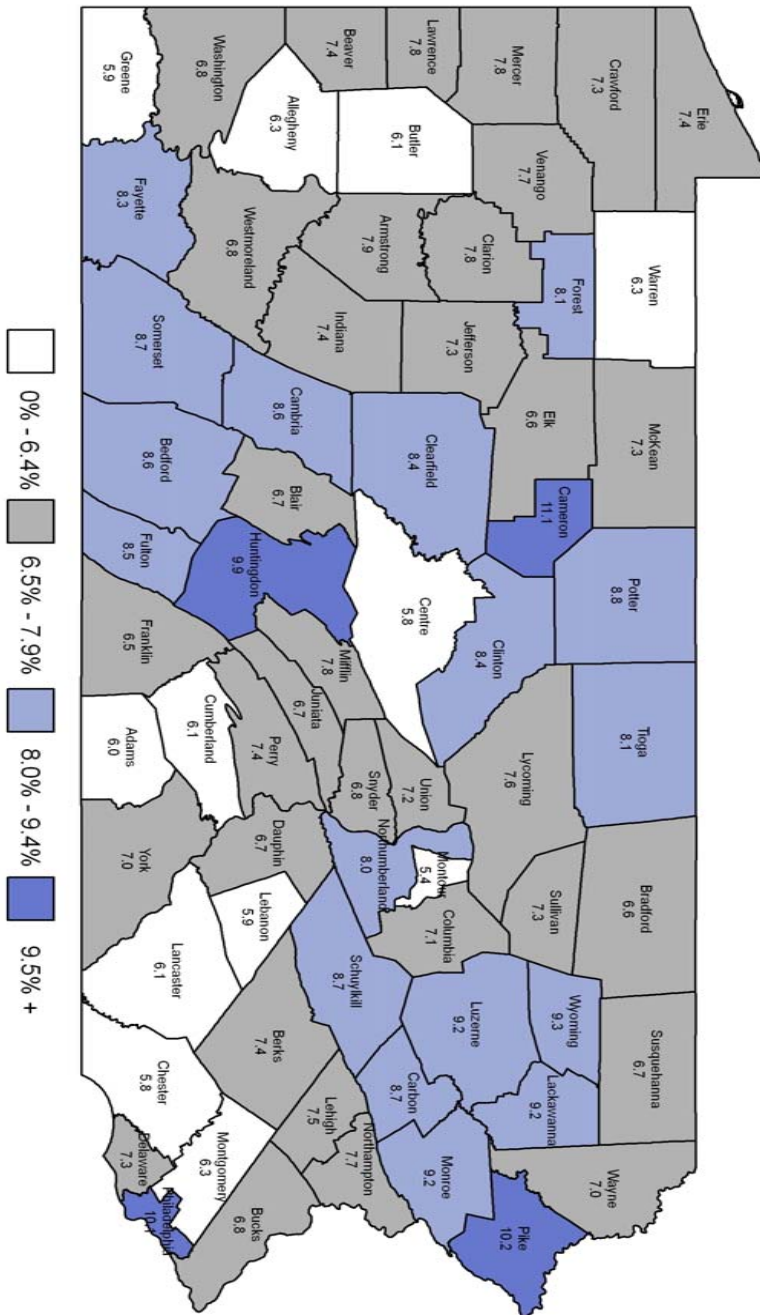 Erie
7.4
Crawford
7.3
Mercer
7.8
Lawrence
7.8
Beaver
7.4
Washington
6.8
Greene
5.9
Warren
6.3
Venango
7.7
Forest
8.1
Butler
6.1
Allegheny
6.3
Clarion
7.8
Armstrong
7.9
Westmoreland
6.8
Fayette
8.3
McKean
7.3
Elk
6.6
Jefferson
7.3
Indiana
7.4
Somerset
8.7
Cambria
8.6
Clearfield
8.4
Cameron
11.1
Potter
8.8
Clinton
8.4
Centre
5.8
Blair
6.7
Bedford
8.6
Huntingdon
9.9
Fulton
8.5
Franklin
6.5
Mifflin
7.8
Juniata
6.7
Perry
7.4
Cumberland
6.1
Adams
6.0
Tioga
8.1
Lycoming
7.6
Union
7.2
Snyder
6.8
Northumberland
8.0
Montour
5.4
Dauphin
6.7
York
7.0
Lebanon
5.9
Lancaster
6.1
Bradford
6.6
Sullivan
7.3
Columbia
7.1
Schuylkill
8.7
Berks
7.4
Chester
5.8
Susquehanna
6.7
Wyoming
9.3
Lackawanna
9.2
Luzerne
9.2
Carbon
8.7
Lehigh
7.5
Northampton
7.7
Montgomery
6.3
Delaware
7.3
Philadelphia
10.1
Bucks
6.8
Wayne
7.0
Pike
10.2
Monroe
9.2
0% - 6.4%
6.5% - 7.9%
8.0% - 9.4%
9.5% +